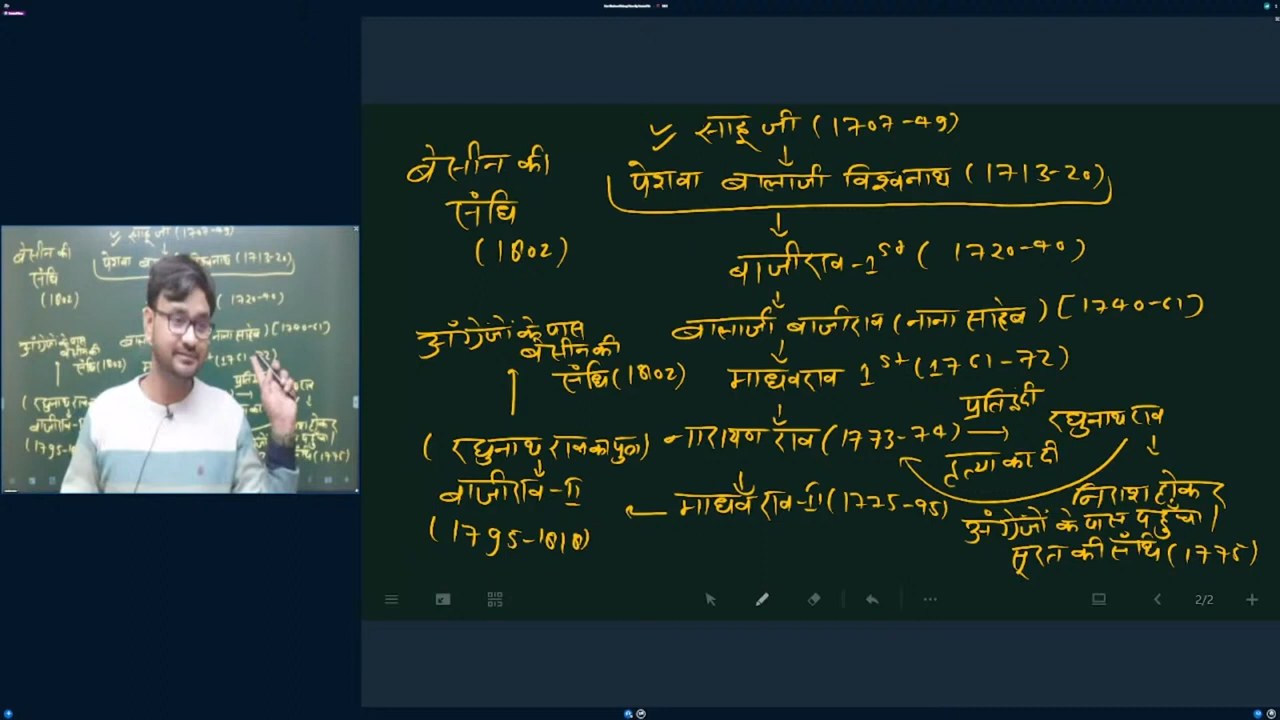 साहू जी (1707-49)
पेशवा बालाजी विश्वनाथ (1713-20)
बाजीराव-1st (1720-40)
बालाजी बाजीराव (नाना साहेब) [1740-61)
माधवराव 1st (1761-72)
नारायण राव (1773-74)
प्रतिद्वंदी
हत्या कर दी
रघुनाथ राव
निराश होकर
अंग्रेजों के पास पहुँचा।
सूरत की संधि (1775)
माधव राव-II (1775-95)
(रघुनाथ राव का पुत्र)
बाजीराव-II
(1795-1818)
अंग्रेजों के पास
बेसीन की
संधि (1802)
बेसीन की
संधि
(1802)
2/2